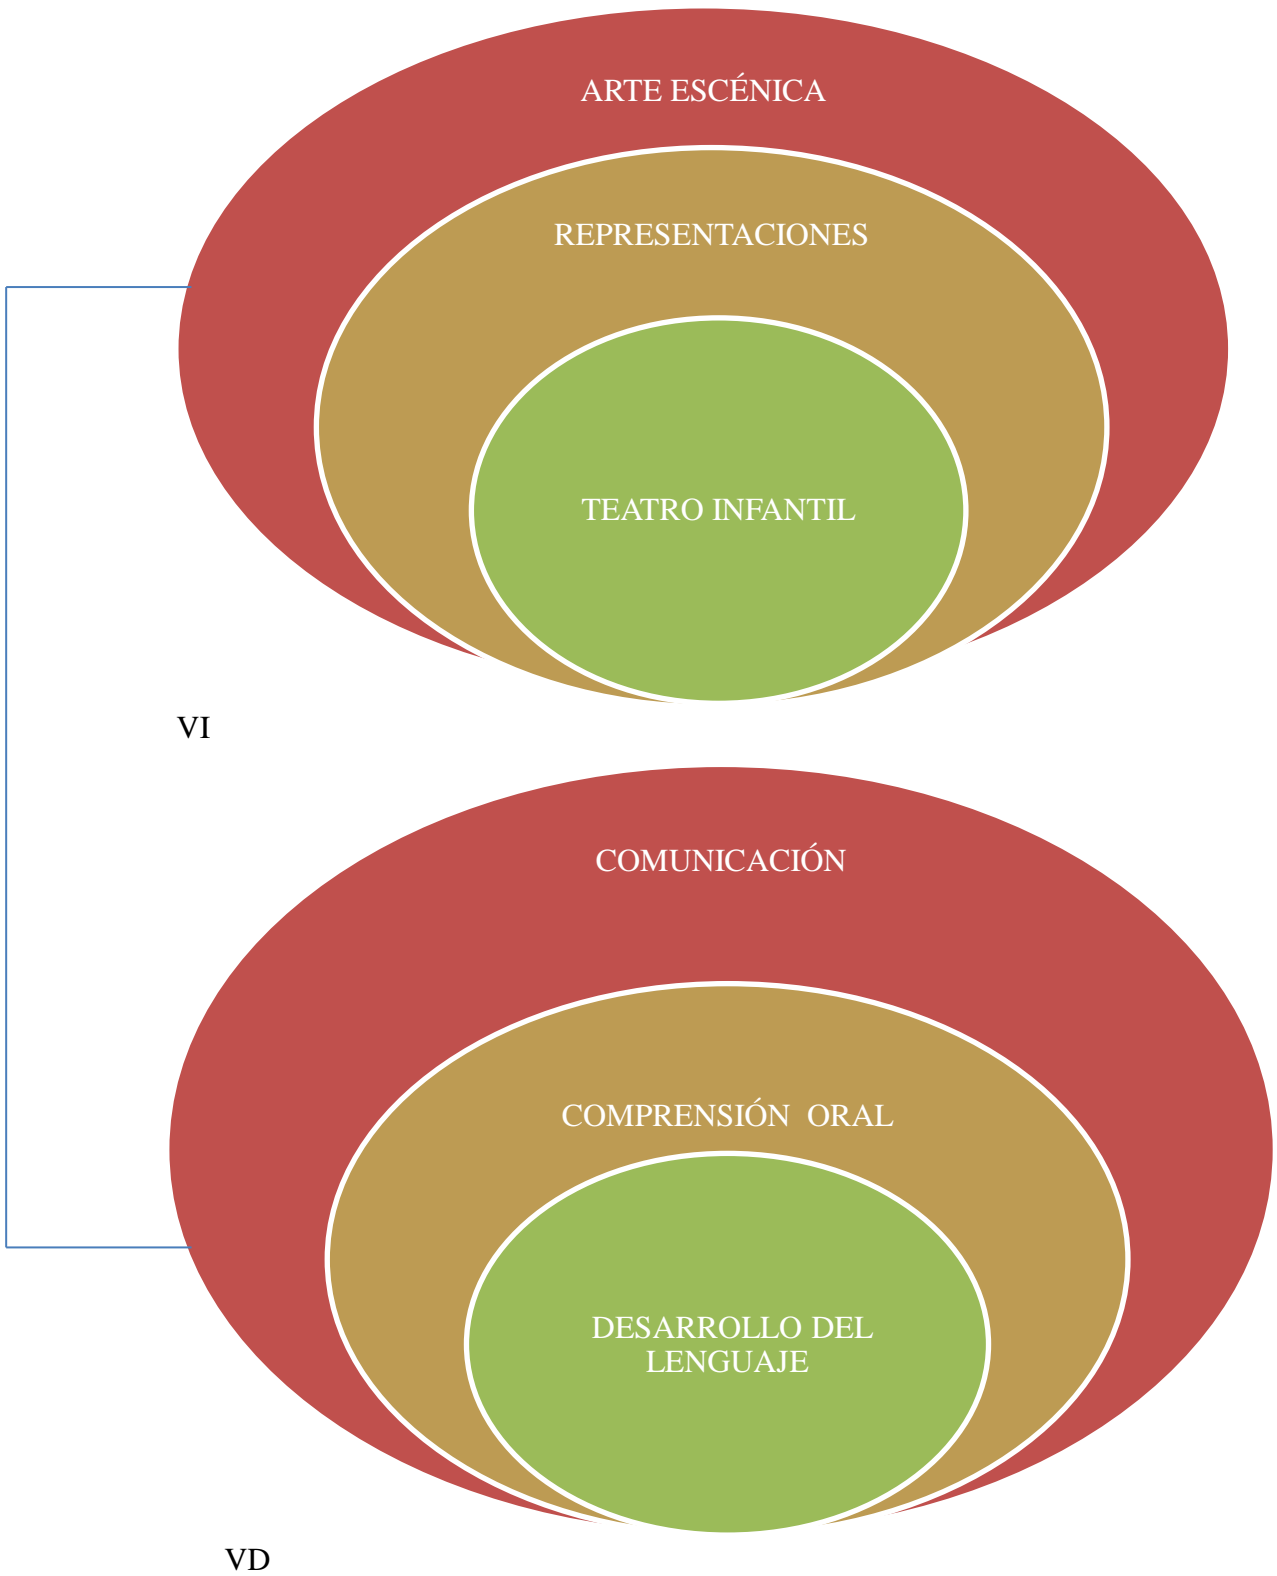 ARTE ESCÉNICA
REPRESENTACIONES
TEATRO INFANTIL
VI
COMUNICACIÓN
COMPRENSIÓN  ORAL
DESARROLLO DEL
LENGUAJE
VD